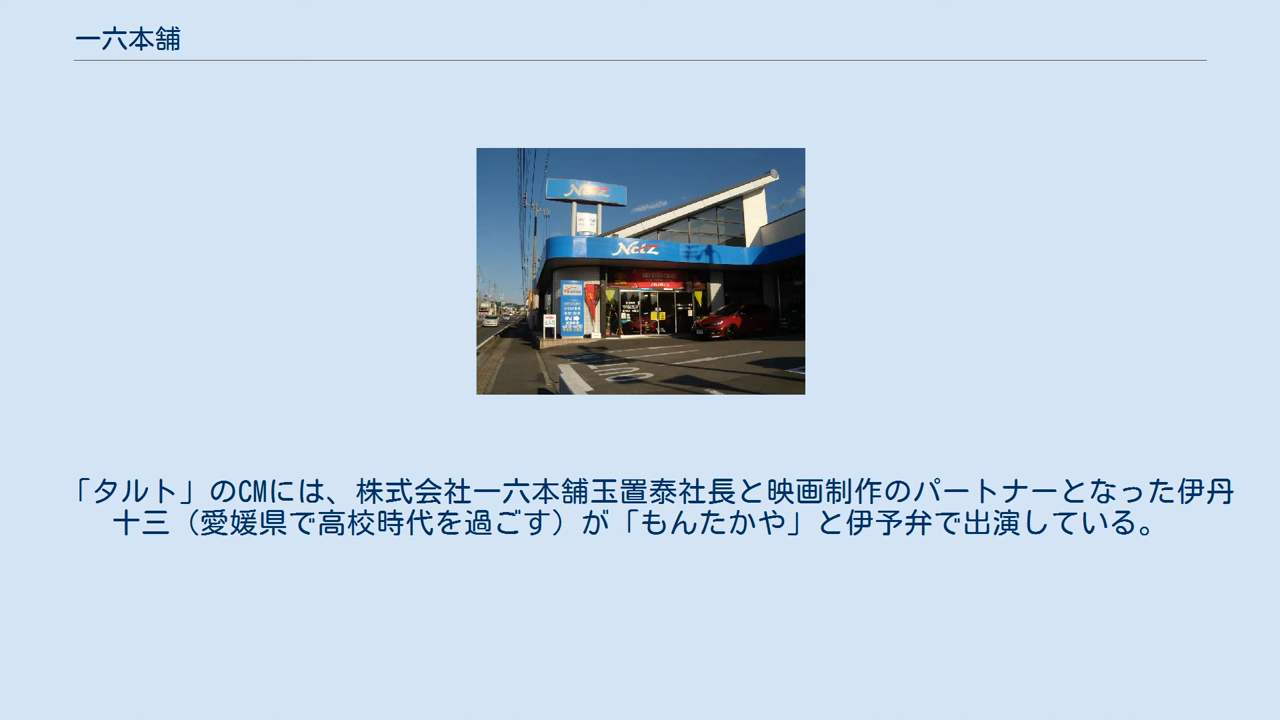 一六本舗
Netz
Netz
「タルト」のCMには、株式会社一六本舗玉置泰社長と映画制作のパートナーとなった伊丹
十三（愛媛県で高校時代を過ごす）が「もんたかや」と伊予弁で出演している。